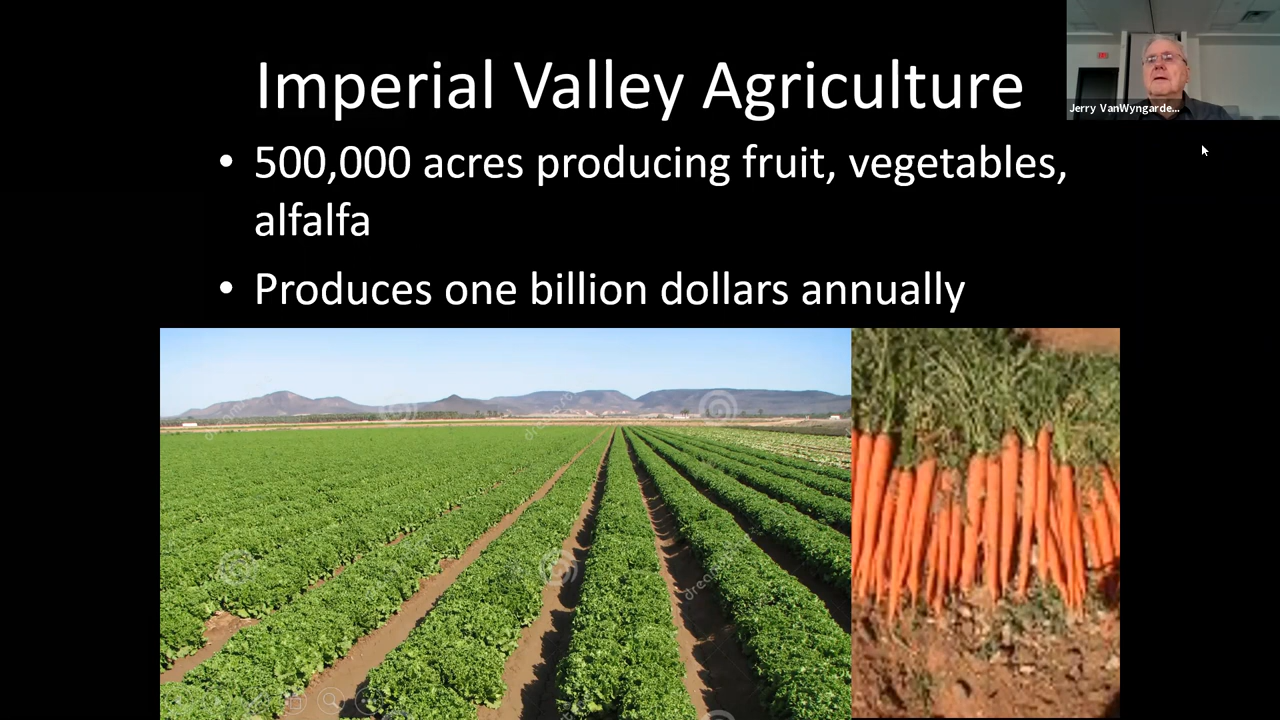 Imperial Valley Agriculture
Jerry VanWyngarde...
• 500,000 acres producing fruit, vegetables,
alfalfa
• Produces one billion dollars annually